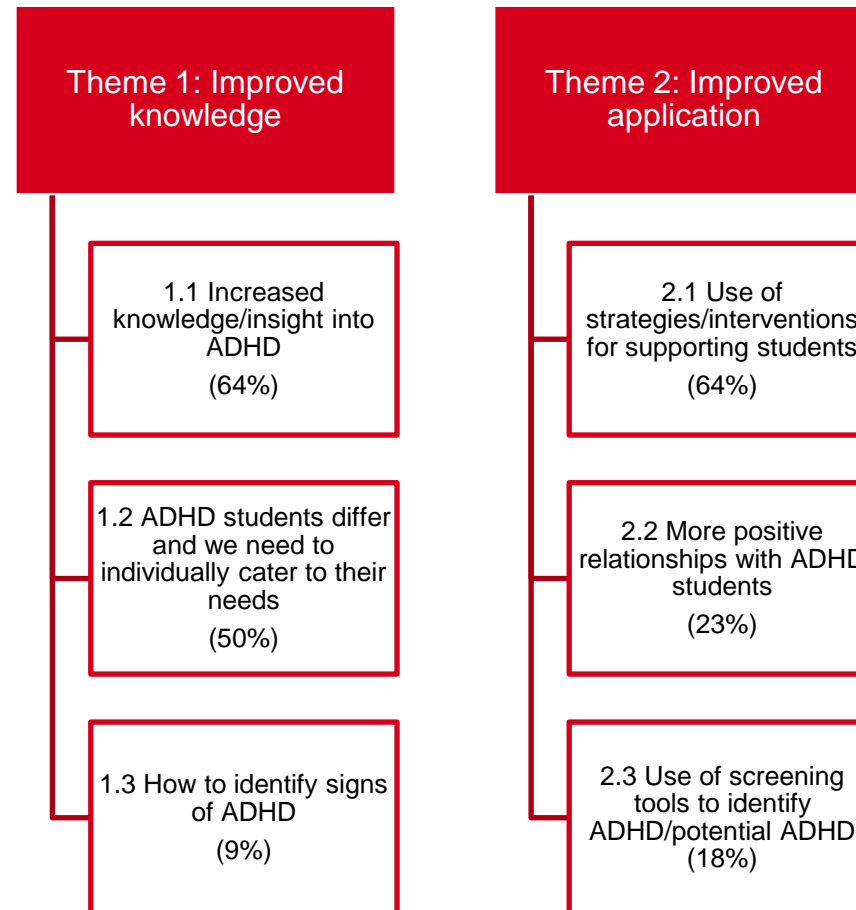 Theme 1: Improved
knowledge
1.1 Increased
knowledge/insight into
ADHD
(64%)
1.2 ADHD students differ
and we need to
individually cater to their
needs
(50%)
1.3 How to identify signs
of ADHD
(9%)
Theme 2: Improved
application
2.1 Use of
strategies/interventions
for supporting students
(64%)
2.2 More positive
relationships with ADHD
students
(23%)
2.3 Use of screening
tools to identify
ADHD/potential ADHD
(18%)